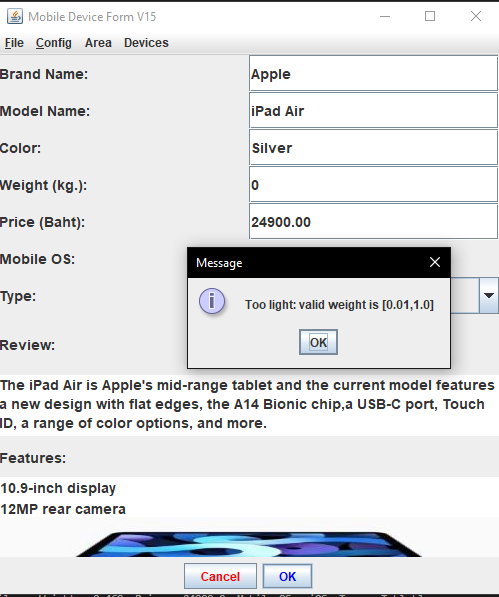 Mobile Device Form V15
File Config Area Devices
Brand Name: Apple
Model Name: iPad Air
Color: Silver
Weight (kg.): 0
Price (Baht): 24900.00
Mobile OS:
Type:
Message
Too light: valid weight is [0.01,1.0]
OK
Review:
The iPad Air is Apple's mid-range tablet and the current model features
a new design with flat edges, the A14 Bionic chip,a USB-C port, Touch
ID, a range of color options, and more.
Features:
10.9-inch display
12MP rear camera
Cancel OK